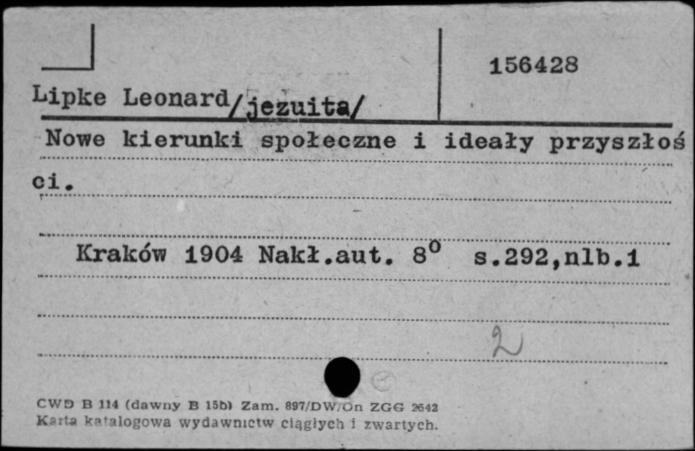 156428
Lipke Leonard/jezuita/
Nowe kierunki społeczne i ideały przyszłoś
ci.
Kraków 1904 Nakł.aut. 8° s.292,nlb.1
2
CWD B 114 (dawny B 15b) Zam. 897/DW/On ZGG 2642
Karta katalogowa wydawnictw ciągłych i zwartych.